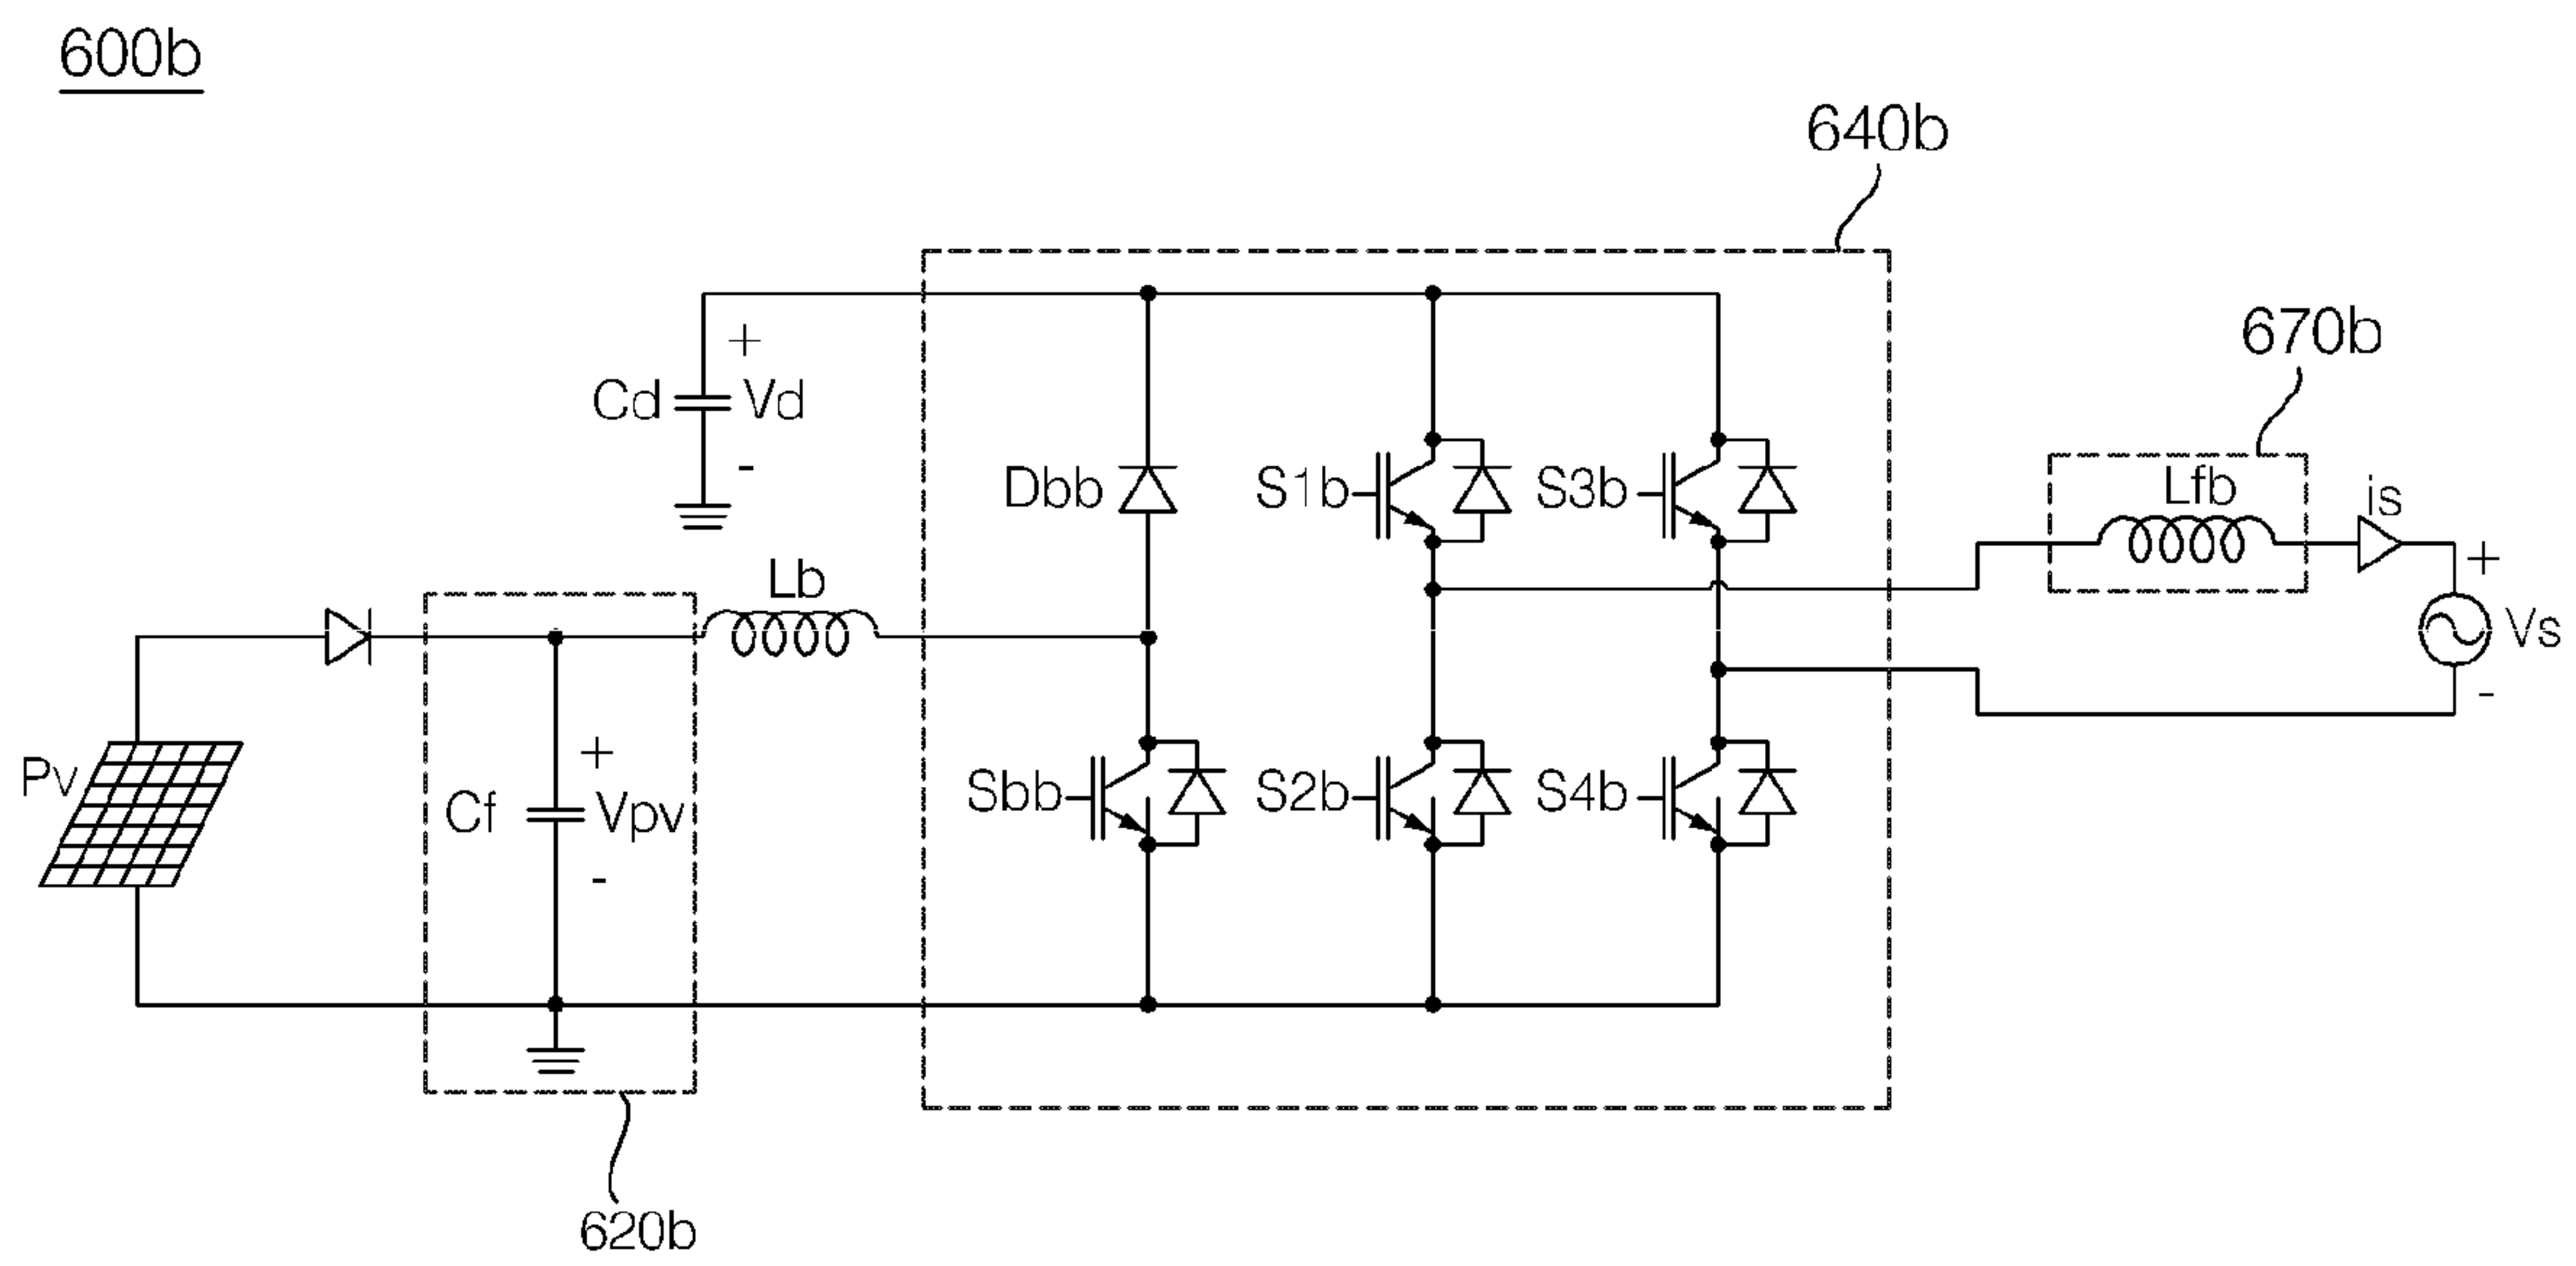 600b
640b
670b
+
Cd
Vd
-
Dbb
S1b
S3b
Lfb
is
+
Vs
-
Lb
Pv
Cf
+
Vpv
-
Sbb
S2b
S4b
620b